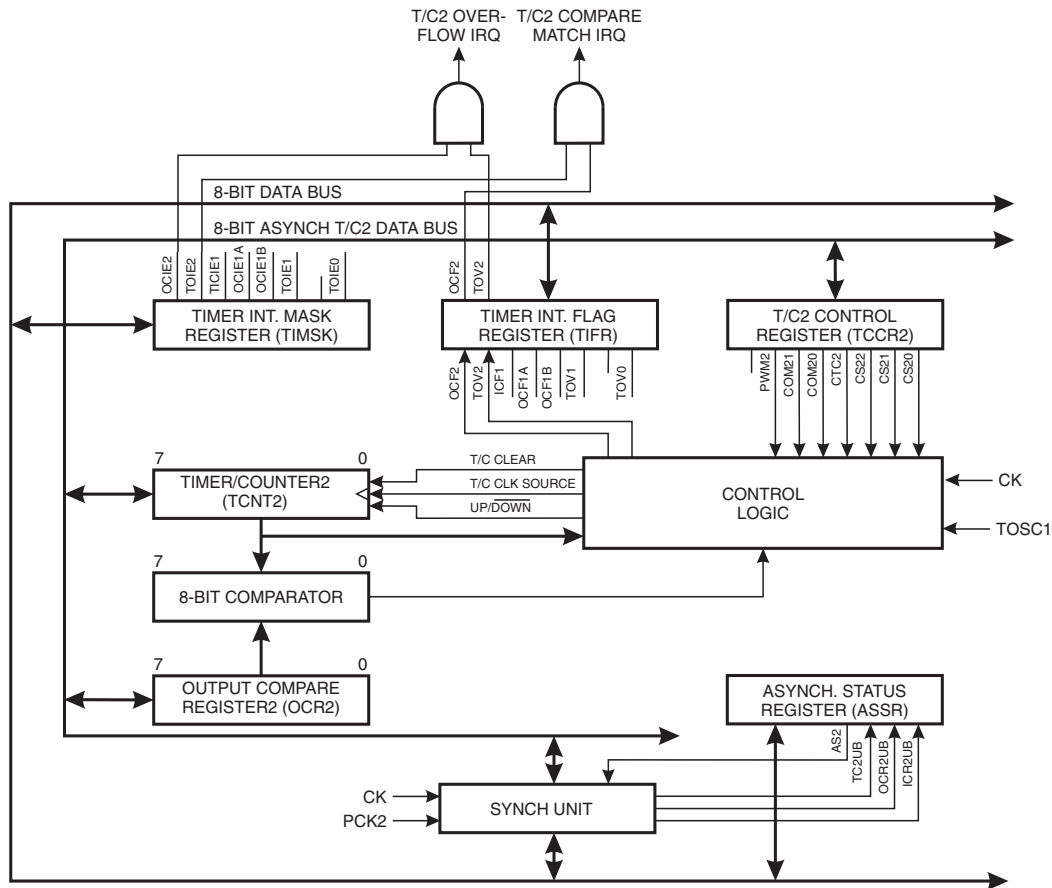 T/C2 OVER-
FLOW IRQ
T/C2 COMPARE
MATCH IRQ
8-BIT DATA BUS
8-BIT ASYNCH T/C2 DATA BUS
OCIE2
TOIE2
TICIE1
OCIE1A
OCIE1B
TOIE1
TOIE0
OCF2
TOV2
TIMER INT. MASK
REGISTER (TIMSK)
TIMER INT. FLAG
REGISTER (TIFR)
T/C2 CONTROL
REGISTER (TCCR2)
OCF2
TOV2
ICF1
OCF1A
OCF1B
TOV1
TOV0
PWM2
COM21
COM20
CTC2
CS22
CS21
CS20
7
0
TIMER/COUNTER2
(TCNT2)
T/C CLEAR
T/C CLK SOURCE
UP/DOWN
CONTROL
LOGIC
CK
TOSC1
7
0
8-BIT COMPARATOR
7
0
OUTPUT COMPARE
REGISTER2 (OCR2)
ASYNCH. STATUS
REGISTER (ASSR)
AS2
TC2UB
OCR2UB
ICR2UB
CK
PCK2
SYNCH UNIT